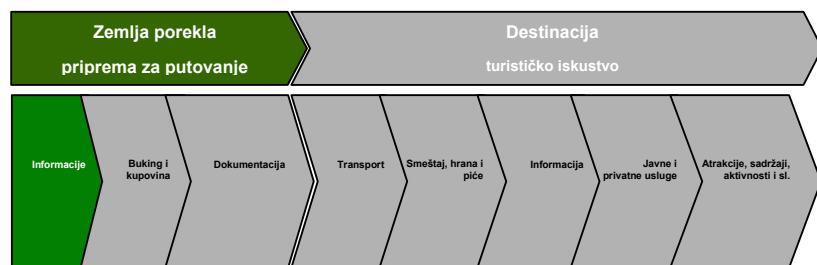 Zemlja porekla
priprema za putovanje
Destinacija
turističko iskustvo
Informacije
Buking i
kupovina
Dokumentacija
Transport
Smeštaj, hrana i
piće
Informacija
Javne i
privatne usluge
Atrakcije, sadržaji,
aktivnosti i sl.